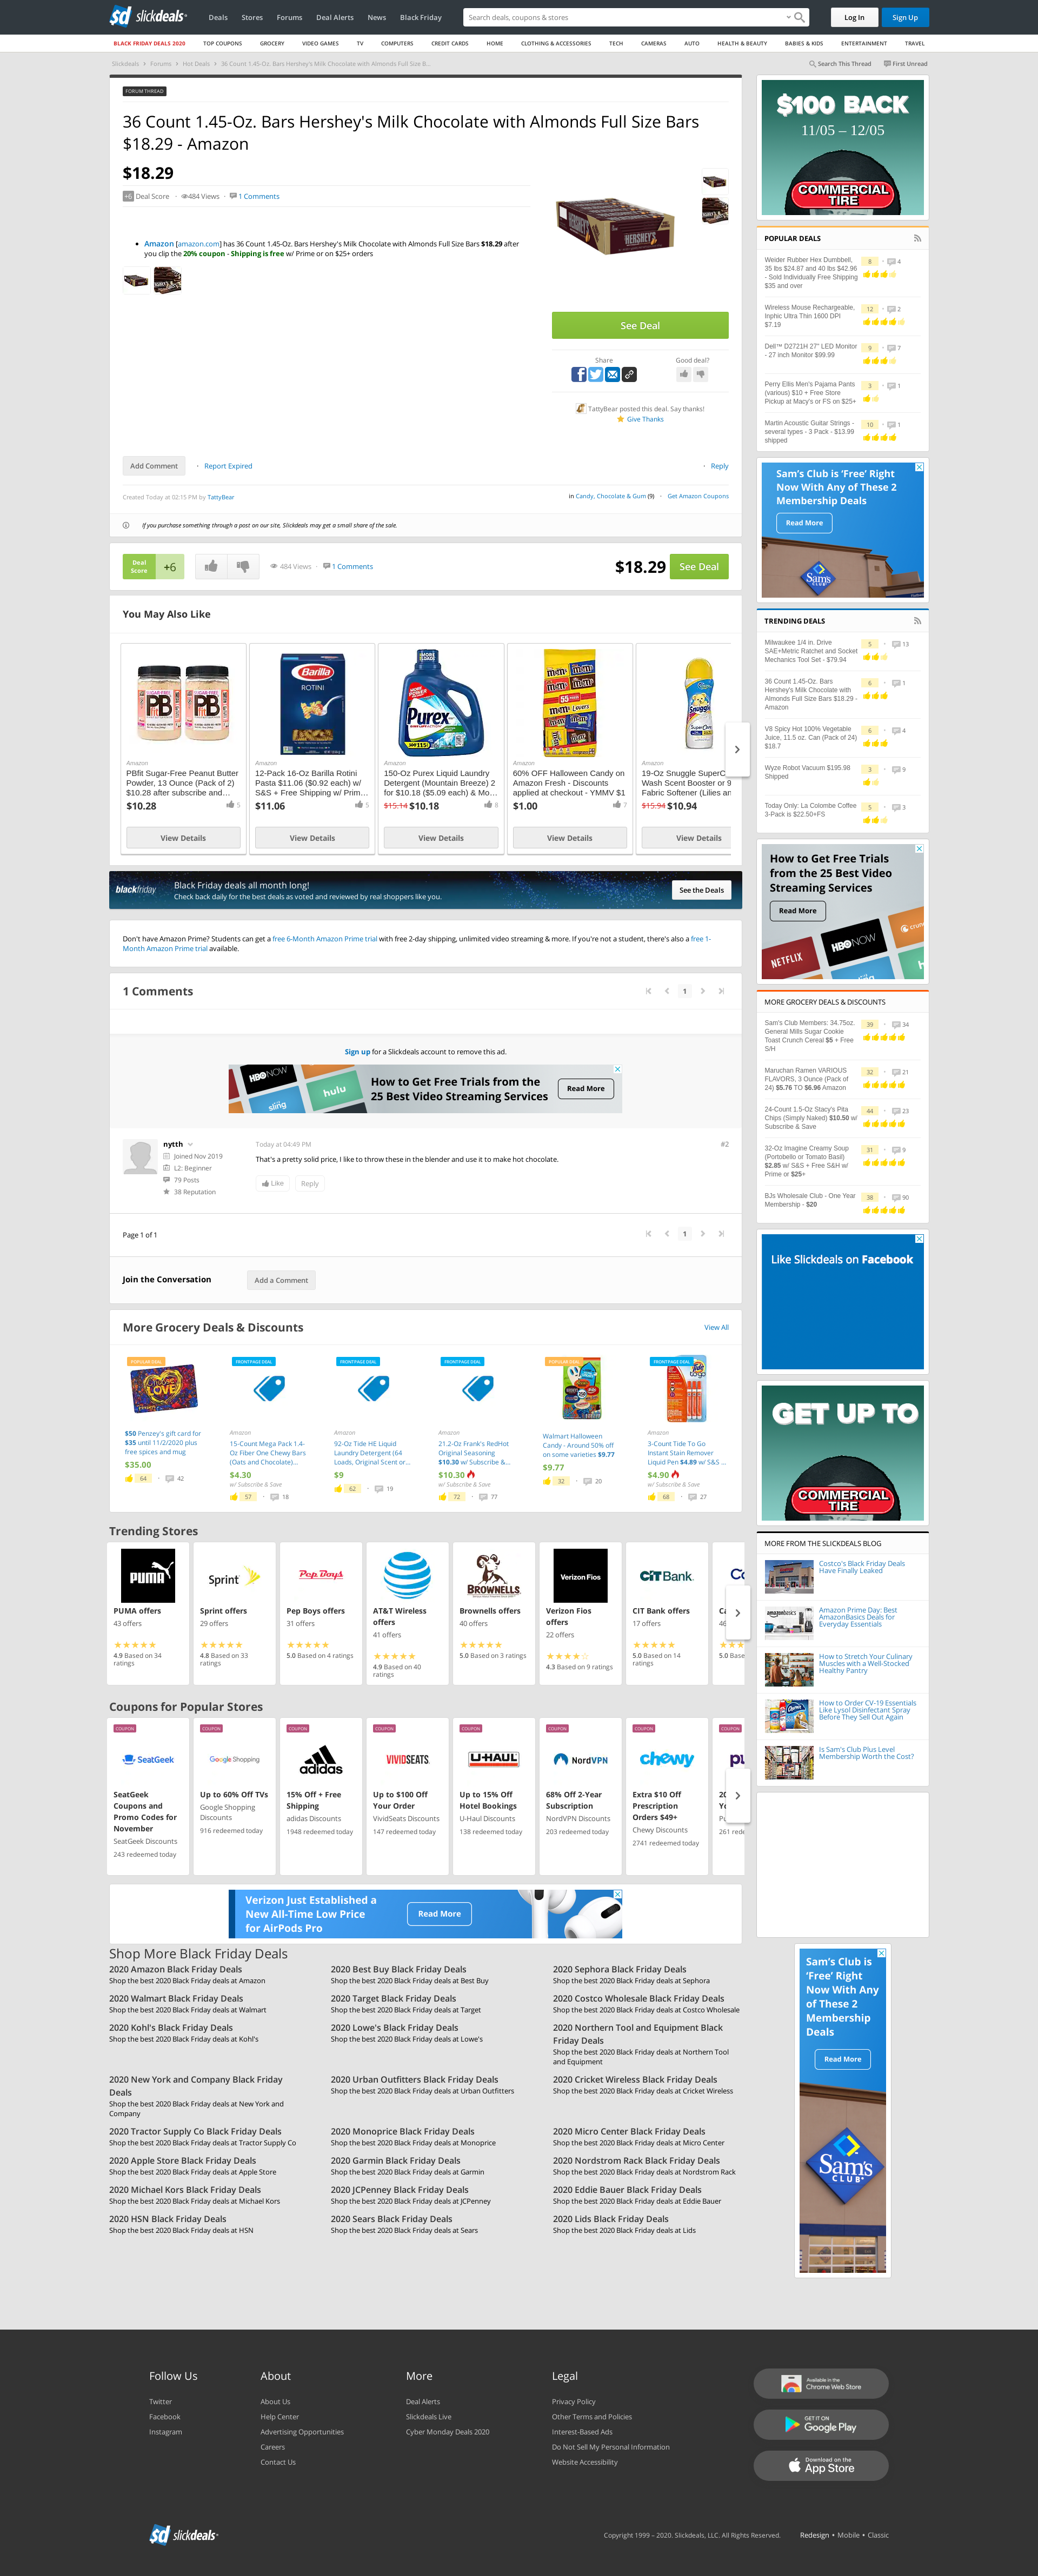 slickdeals
Deals Stores Forums Deal Alerts News Black Friday
Search deals, coupons & stores
Log In Sign Up
BLACK FRIDAY DEALS 2020 TOP COUPONS GROCERY VIDEO GAMES TV COMPUTERS CREDIT CARDS HOME CLOTHING & ACCESSORIES TECH CAMERAS AUTO HEALTH & BEAUTY BABIES & KIDS ENTERTAINMENT TRAVEL
Slickdeals > Forums > Hot Deals > 36 Count 1.45-Oz. Bars Hershey's Milk Chocolate with Almonds Full Size B...
Search This Thread First Unread
FORUM THREAD
36 Count 1.45-Oz. Bars Hershey's Milk Chocolate with Almonds Full Size Bars
$18.29 - Amazon
$18.29
+6 Deal Score · 484 Views · 1 Comments
Amazon [amazon.com] has 36 Count 1.45-Oz. Bars Hershey's Milk Chocolate with Almonds Full Size Bars $18.29 after
you clip the 20% coupon - Shipping is free w/ Prime or on $25+ orders
HERSHEY'S
See Deal
Share Good deal?
TattyBear posted this deal. Say thanks!
Give Thanks
Add Comment · Report Expired · Reply
Created Today at 02:15 PM by TattyBear
in Candy, Chocolate & Gum (9) · Get Amazon Coupons
If you purchase something through a post on our site, Slickdeals may get a small share of the sale.
Deal
Score +6
484 Views · 1 Comments
$18.29 See Deal
You May Also Like
Amazon
PBfit Sugar-Free Peanut Butter
Powder, 13 Ounce (Pack of 2)
$10.28 after subscribe and...
$10.28 5
View Details
Barilla
ROTINI
Amazon
12-Pack 16-Oz Barilla Rotini
Pasta $11.06 ($0.92 each) w/
S&S + Free Shipping w/ Prim...
$11.06 5
View Details
Purex
Amazon
150-Oz Purex Liquid Laundry
Detergent (Mountain Breeze) 2
for $10.18 ($5.09 each) & Mo...
$15.14 $10.18 8
View Details
Amazon
60% OFF Halloween Candy on
Amazon Fresh - Discounts
applied at checkout - YMMV $1
$1.00 7
View Details
Amazon
19-Oz Snuggle SuperC
Wash Scent Booster or 9
Fabric Softener (Lilies an
$15.94 $10.94
View Details
blackfriday
Black Friday deals all month long!
Check back daily for the best deals as voted and reviewed by real shoppers like you.
See the Deals
Don't have Amazon Prime? Students can get a free 6-Month Amazon Prime trial with free 2-day shipping, unlimited video streaming & more. If you're not a student, there's also a free 1-
Month Amazon Prime trial available.
1 Comments
1
Sign up for a Slickdeals account to remove this ad.
HBO NOW
sling
hulu
How to Get Free Trials from the
25 Best Video Streaming Services
Read More
nytth
Joined Nov 2019
L2: Beginner
79 Posts
38 Reputation
Today at 04:49 PM #2
That's a pretty solid price, I like to throw these in the blender and use it to make hot chocolate.
Like Reply
Page 1 of 1
1
Join the Conversation
Add a Comment
More Grocery Deals & Discounts
View All
POPULAR DEAL
$50 Penzey's gift card for
$35 until 11/2/2020 plus
free spices and mug
$35.00
64 · 42
FRONTPAGE DEAL
Amazon
15-Count Mega Pack 1.4-
Oz Fiber One Chewy Bars
(Oats and Chocolate)...
$4.30
w/ Subscribe & Save
57 · 18
FRONTPAGE DEAL
Amazon
92-Oz Tide HE Liquid
Laundry Detergent (64
Loads, Original Scent or...
$9
62 · 19
FRONTPAGE DEAL
Amazon
21.2-Oz Frank's RedHot
Original Seasoning
$10.30 w/ Subscribe &...
$10.30
w/ Subscribe & Save
72 · 77
POPULAR DEAL
Walmart Halloween
Candy - Around 50% off
on some varieties $9.77
$9.77
32 · 20
FRONTPAGE DEAL
Amazon
3-Count Tide To Go
Instant Stain Remover
Liquid Pen $4.89 w/ S&S ...
$4.90
w/ Subscribe & Save
68 · 27
Trending Stores
PUMA
PUMA offers
43 offers
4.9 Based on 34
ratings
Sprint
Sprint offers
29 offers
4.8 Based on 33
ratings
Pep Boys
Pep Boys offers
31 offers
5.0 Based on 4 ratings
AT&T
AT&T Wireless
offers
41 offers
4.9 Based on 40
ratings
BROWNELLS
Brownells offers
40 offers
5.0 Based on 3 ratings
Verizon Fios
Verizon Fios
offers
22 offers
4.3 Based on 9 ratings
CIT BANK
CIT Bank offers
17 offers
5.0 Based on 14
ratings
Co
Ca
46
5.0 Base
Coupons for Popular Stores
COUPON
SeatGeek
SeatGeek
Coupons and
Promo Codes for
November
SeatGeek Discounts
243 redeemed today
COUPON
Google Shopping
Up to 60% Off TVs
Google Shopping
Discounts
916 redeemed today
COUPON
adidas
15% Off + Free
Shipping
adidas Discounts
1948 redeemed today
COUPON
VIVIDSEATS
Up to $100 Off
Your Order
VividSeats Discounts
147 redeemed today
COUPON
U-HAUL
Up to 15% Off
Hotel Bookings
U-Haul Discounts
138 redeemed today
COUPON
NordVPN
68% Off 2-Year
Subscription
NordVPN Discounts
203 redeemed today
COUPON
chewy
Extra $10 Off
Prescription
Orders $49+
Chewy Discounts
2741 redeemed today
COUPON
pu
20
Yo
Pu
261 rede
Verizon Just Established a
New All-Time Low Price
for AirPods Pro
Read More
Shop More Black Friday Deals
2020 Amazon Black Friday Deals
Shop the best 2020 Black Friday deals at Amazon
2020 Best Buy Black Friday Deals
Shop the best 2020 Black Friday deals at Best Buy
2020 Sephora Black Friday Deals
Shop the best 2020 Black Friday deals at Sephora
2020 Walmart Black Friday Deals
Shop the best 2020 Black Friday deals at Walmart
2020 Target Black Friday Deals
Shop the best 2020 Black Friday deals at Target
2020 Costco Wholesale Black Friday Deals
Shop the best 2020 Black Friday deals at Costco Wholesale
2020 Kohl's Black Friday Deals
Shop the best 2020 Black Friday deals at Kohl's
2020 Lowe's Black Friday Deals
Shop the best 2020 Black Friday deals at Lowe's
2020 Northern Tool and Equipment Black
Friday Deals
Shop the best 2020 Black Friday deals at Northern Tool
and Equipment
2020 New York and Company Black Friday
Deals
Shop the best 2020 Black Friday deals at New York and
Company
2020 Urban Outfitters Black Friday Deals
Shop the best 2020 Black Friday deals at Urban Outfitters
2020 Cricket Wireless Black Friday Deals
Shop the best 2020 Black Friday deals at Cricket Wireless
2020 Tractor Supply Co Black Friday Deals
Shop the best 2020 Black Friday deals at Tractor Supply Co
2020 Monoprice Black Friday Deals
Shop the best 2020 Black Friday deals at Monoprice
2020 Micro Center Black Friday Deals
Shop the best 2020 Black Friday deals at Micro Center
2020 Apple Store Black Friday Deals
Shop the best 2020 Black Friday deals at Apple Store
2020 Garmin Black Friday Deals
Shop the best 2020 Black Friday deals at Garmin
2020 Nordstrom Rack Black Friday Deals
Shop the best 2020 Black Friday deals at Nordstrom Rack
2020 Michael Kors Black Friday Deals
Shop the best 2020 Black Friday deals at Michael Kors
2020 JCPenney Black Friday Deals
Shop the best 2020 Black Friday deals at JCPenney
2020 Eddie Bauer Black Friday Deals
Shop the best 2020 Black Friday deals at Eddie Bauer
2020 HSN Black Friday Deals
Shop the best 2020 Black Friday deals at HSN
2020 Sears Black Friday Deals
Shop the best 2020 Black Friday deals at Sears
2020 Lids Black Friday Deals
Shop the best 2020 Black Friday deals at Lids
$100 BACK
11/05 – 12/05
COMMERCIAL
TIRE
POPULAR DEALS
Weider Rubber Hex Dumbbell,
35 lbs $24.87 and 40 lbs $42.96
- Sold Individually Free Shipping
$35 and over
8 · 4
Wireless Mouse Rechargeable,
Inphic Ultra Thin 1600 DPI
$7.19
12 · 2
Dell™ D2721H 27" LED Monitor
- 27 inch Monitor $99.99
9 · 7
Perry Ellis Men's Pajama Pants
(various) $10 + Free Store
Pickup at Macy's or FS on $25+
3 · 1
Martin Acoustic Guitar Strings -
several types - 3 Pack - $13.99
shipped
10 · 1
Sam's Club is 'Free' Right
Now With Any of These 2
Membership Deals
Read More
Sam's
CLUB
TRENDING DEALS
Milwaukee 1/4 in. Drive
SAE+Metric Ratchet and Socket
Mechanics Tool Set - $79.94
5 · 13
36 Count 1.45-Oz. Bars
Hershey's Milk Chocolate with
Almonds Full Size Bars $18.29 -
Amazon
6 · 1
V8 Spicy Hot 100% Vegetable
Juice, 11.5 oz. Can (Pack of 24)
$18.7
6 · 4
Wyze Robot Vacuum $195.98
Shipped
3 · 9
Today Only: La Colombe Coffee
3-Pack is $22.50+FS
5 · 3
How to Get Free Trials
from the 25 Best Video
Streaming Services
Read More
NETFLIX
HBO NOW
crunch
MORE GROCERY DEALS & DISCOUNTS
Sam's Club Members: 34.75oz.
General Mills Sugar Cookie
Toast Crunch Cereal $5 + Free
S/H
39 · 34
Maruchan Ramen VARIOUS
FLAVORS, 3 Ounce (Pack of
24) $5.76 TO $6.96 Amazon
32 · 21
24-Count 1.5-Oz Stacy's Pita
Chips (Simply Naked) $10.50 w/
Subscribe & Save
44 · 23
32-Oz Imagine Creamy Soup
(Portobello or Tomato Basil)
$2.85 w/ S&S + Free S&H w/
Prime or $25+
31 · 9
BJs Wholesale Club - One Year
Membership - $20
38 · 90
Like Slickdeals on Facebook
GET UP TO
COMMERCIAL
TIRE
MORE FROM THE SLICKDEALS BLOG
Costco's Black Friday Deals
Have Finally Leaked
Amazon Prime Day: Best
AmazonBasics Deals for
Everyday Essentials
How to Stretch Your Culinary
Muscles with a Well-Stocked
Healthy Pantry
How to Order CV-19 Essentials
Like Lysol Disinfectant Spray
Before They Sell Out Again
Is Sam's Club Plus Level
Membership Worth the Cost?
Sam's Club is
'Free' Right
Now With Any
of These 2
Membership
Deals
Read More
Sam's
CLUB
Follow Us
Twitter
Facebook
Instagram
About
About Us
Help Center
Advertising Opportunities
Careers
Contact Us
More
Deal Alerts
Slickdeals Live
Cyber Monday Deals 2020
Legal
Privacy Policy
Other Terms and Policies
Interest-Based Ads
Do Not Sell My Personal Information
Website Accessibility
Available in the
Chrome Web Store
GET IT ON
Google Play
Download on the
App Store
slickdeals
Copyright 1999 – 2020. Slickdeals, LLC. All Rights Reserved. Redesign • Mobile • Classic